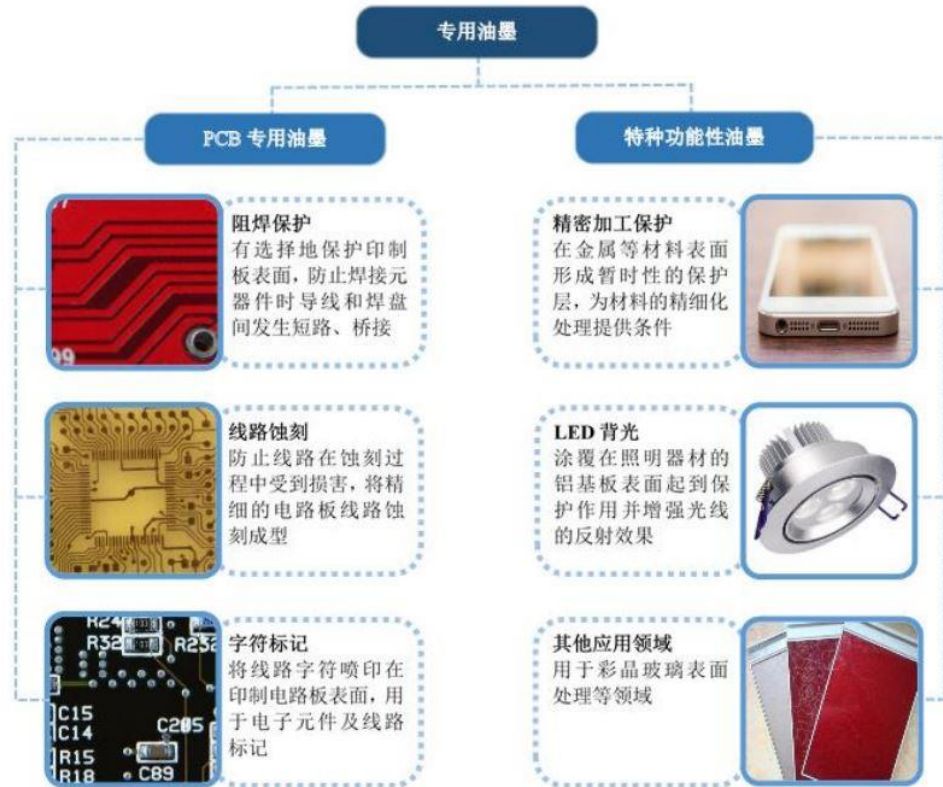 专用油墨
PCB 专用油墨
特种功能性油墨
阻焊保护
有选择地保护印制
板表面，防止焊接元
器件时导线和焊盘
间发生短路、桥接
精密加工保护
在金属等材料表面
形成暂时性的保护
层，为材料的精细化
处理提供条件
99
线路蚀刻
防止线路在蚀刻过
程中受到损害，将精
细的电路板线路蚀
刻成型
LED 背光
涂覆在照明器材的
铝基板表面起到保
护作用并增强光线
的反射效果
R24
R32
R232
C15
C14
C205
R15
R18
C89
字符标记
将线路字符喷印在
印制电路板表面，用
于电子元件及线路
标记
其他应用领域
用于彩晶玻璃表面
处理等领域